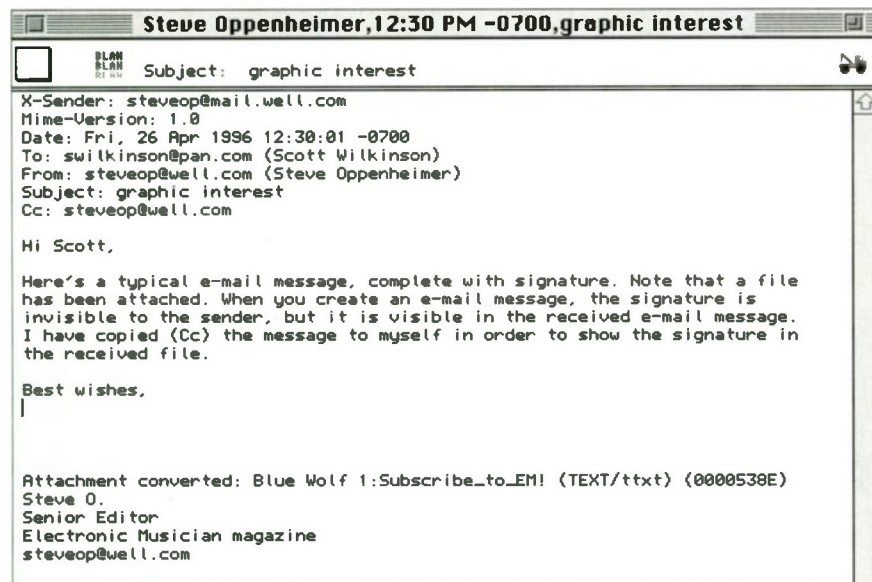 Steve Oppenheimer,12:30 PM -0700,graphic interest
BLAH
BLAH
Subject: graphic interest
X-Sender: steveop@mail.well.com
Mime-Version: 1.0
Date: Fri, 26 Apr 1996 12:30:01 -0700
To: swilkinson@pan.com (Scott Wilkinson)
From: steveop@well.com (Steve Oppenheimer)
Subject: graphic interest
Cc: steveop@well.com
Hi Scott,
Here's a typical e-mail message, complete with signature. Note that a file
has been attached. When you create an e-mail message, the signature is
invisible to the sender, but it is visible in the received e-mail message.
I have copied (Cc) the message to myself in order to show the signature in
the received file.
Best wishes,
Attachment converted: Blue Wolf 1:Subscribe_to_EM! (TEXT/ttxt) (0000538E)
Steve O.
Senior Editor
Electronic Musician magazine
steveop@well.com